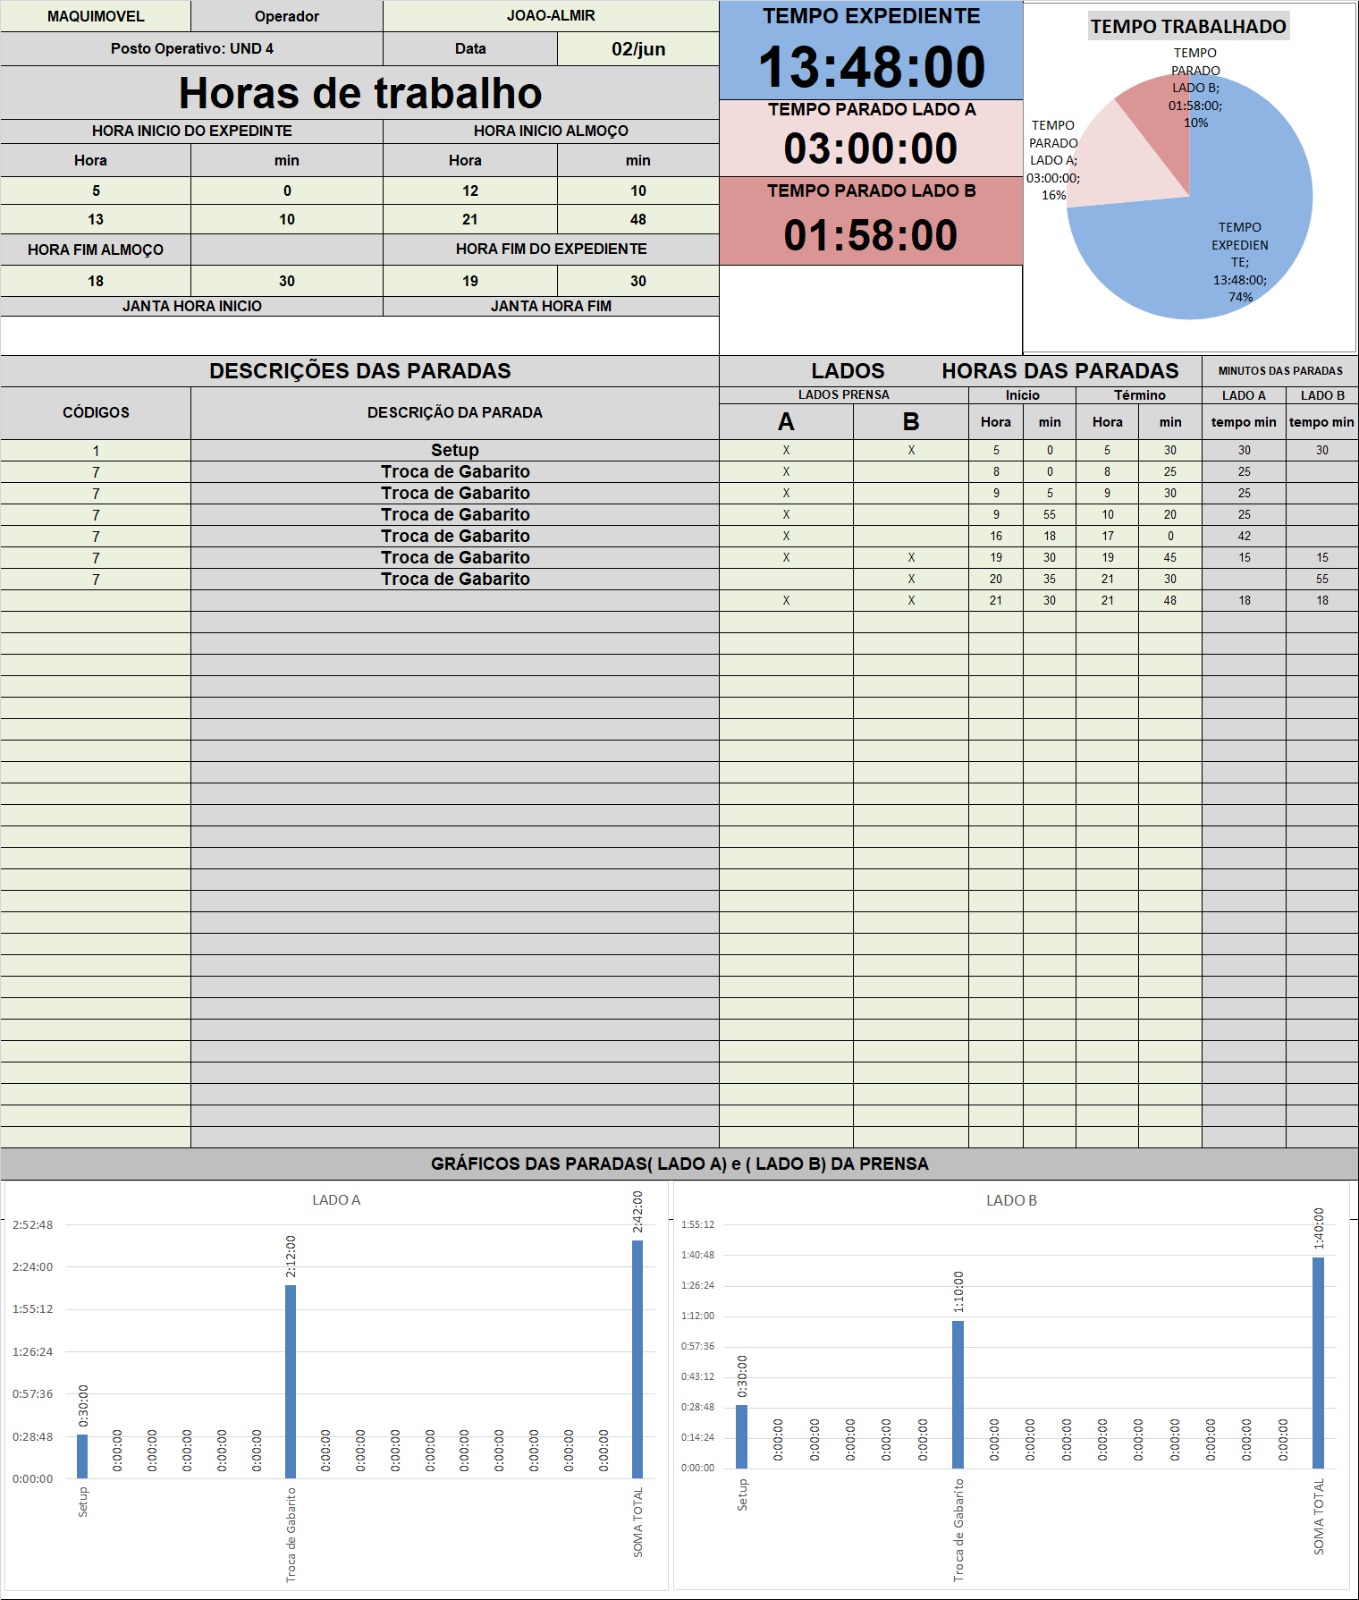 MAQUIMOVEL Operador JOAO-ALMIR
Posto Operativo: UND 4 Data 02/jun
Horas de trabalho
HORA INICIO DO EXPEDINTE HORA INICIO ALMOÇO
Hora min Hora min
5 0 12 10
13 10 21 48
HORA FIM ALMOÇO HORA FIM DO EXPEDIENTE
18 30 19 30
JANTA HORA INICIO JANTA HORA FIM
TEMPO EXPEDIENTE
13:48:00
TEMPO PARADO LADO A
03:00:00
TEMPO PARADO LADO B
01:58:00
TEMPO TRABALHADO
TEMPO
PARADO
LADO B;
01:58:00;
10%
TEMPO
PARADO
LADO A;
03:00:00;
16%
TEMPO
EXPEDIEN
TE;
13:48:00;
74%
DESCRIÇÕES DAS PARADAS LADOS HORAS DAS PARADAS MINUTOS DAS PARADAS
CÓDIGOS DESCRIÇÃO DA PARADA LADOS PRENSA Início Término LADO A LADO B
A B Hora min Hora min tempo min tempo min
1 Setup X X 5 0 5 30 30 30
7 Troca de Gabarito X 8 0 8 25 25
7 Troca de Gabarito X 9 5 9 30 25
7 Troca de Gabarito X 9 55 10 20 25
7 Troca de Gabarito X 16 18 17 0 42
7 Troca de Gabarito X X 19 30 19 45 15 15
7 Troca de Gabarito X 20 35 21 30 55
X X 21 30 21 48 18 18
GRÁFICOS DAS PARADAS( LADO A) e ( LADO B) DA PRENSA
LADO A
2:52:48
2:24:00
1:55:12
1:26:24
0:57:36
0:28:48
0:00:00
0:30:00 0:00:00 0:00:00 0:00:00 0:00:00 0:00:00 2:12:00 0:00:00 0:00:00 0:00:00 0:00:00 0:00:00 0:00:00 0:00:00 0:00:00 0:00:00 2:42:00
Setup Troca de Gabarito SOMA TOTAL
LADO B
1:55:12
1:40:48
1:26:24
1:12:00
0:57:36
0:43:12
0:28:48
0:14:24
0:00:00
0:30:00 0:00:00 0:00:00 0:00:00 0:00:00 0:00:00 1:10:00 0:00:00 0:00:00 0:00:00 0:00:00 0:00:00 0:00:00 0:00:00 0:00:00 0:00:00 1:40:00
Setup Troca de Gabarito SOMA TOTAL